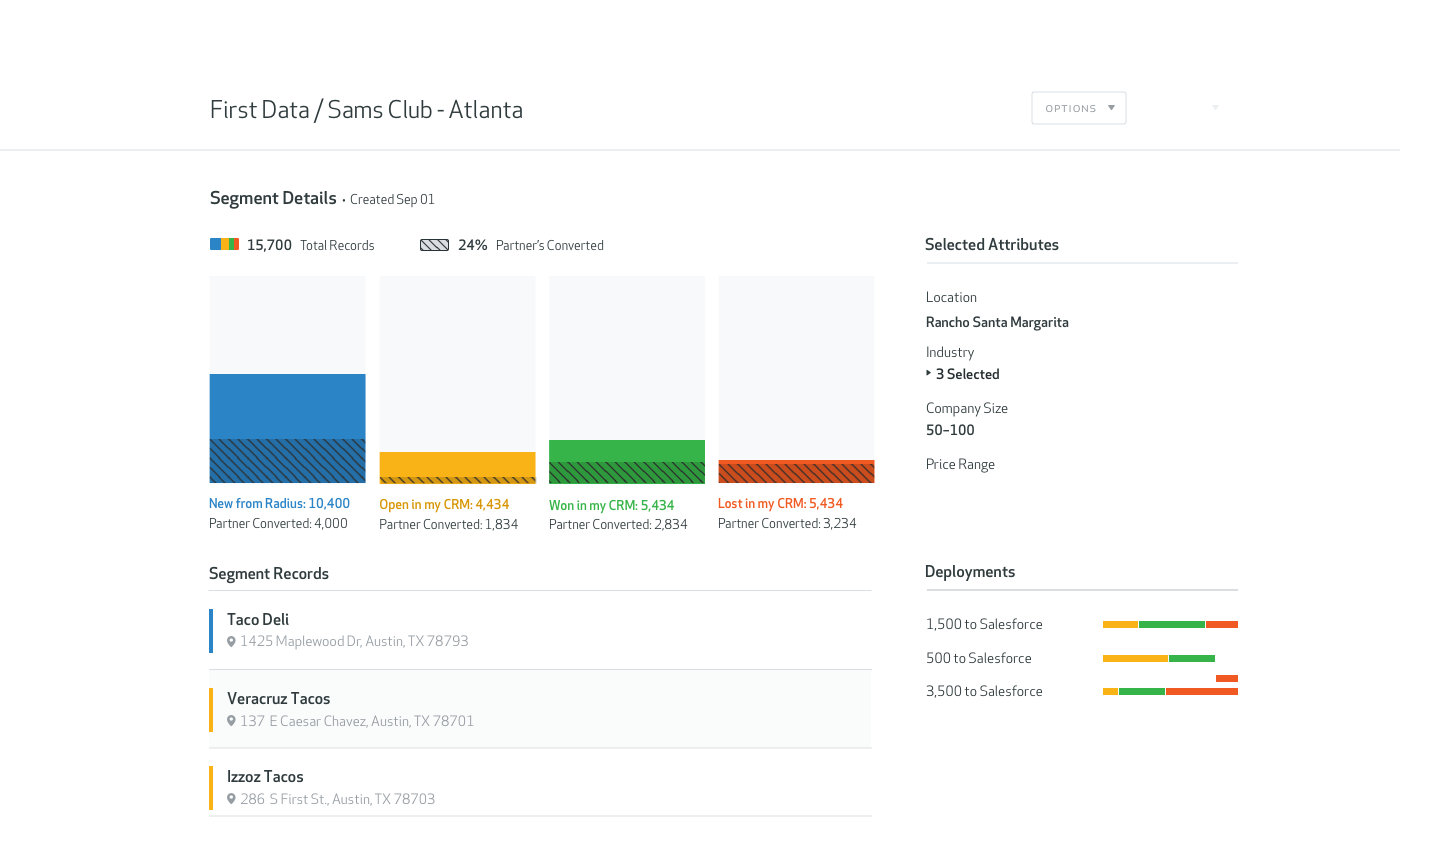 First Data / Sams Club - Atlanta
OPTIONS
Segment Details • Created Sep 01
15,700 Total Records
24% Partner's Converted
New from Radius: 10,400
Partner Converted: 4,000
Open in my CRM: 4,434
Partner Converted: 1,834
Won in my CRM: 5,434
Partner Converted: 2,834
Lost in my CRM: 5,434
Partner Converted: 3,234
Selected Attributes
Location
Rancho Santa Margarita
Industry
3 Selected
Company Size
50–100
Price Range
Segment Records
Taco Deli
1425 Maplewood Dr, Austin, TX 78793
Veracruz Tacos
137 E Caesar Chavez, Austin, TX 78701
Izzoz Tacos
286 S First St., Austin, TX 78703
Deployments
1,500 to Salesforce
500 to Salesforce
3,500 to Salesforce